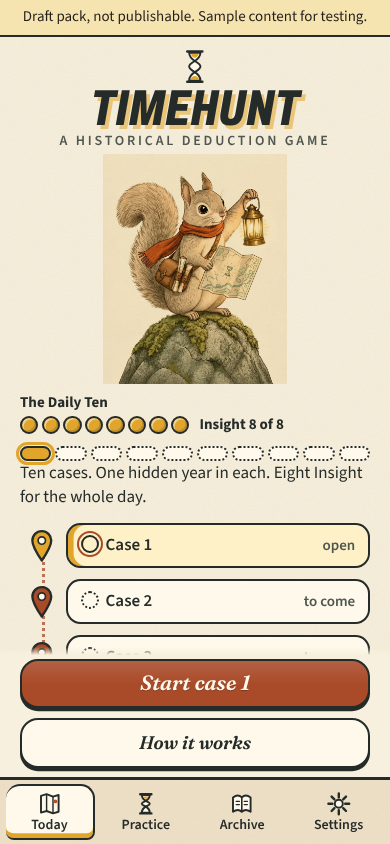 Draft pack, not publishable. Sample content for testing.
TIMEHUNT
A HISTORICAL DEDUCTION GAME
The Daily Ten
Insight 8 of 8
Ten cases. One hidden year in each. Eight Insight
for the whole day.
Case 1 open
Case 2 to come
Start case 1
How it works
Today Practice Archive Settings